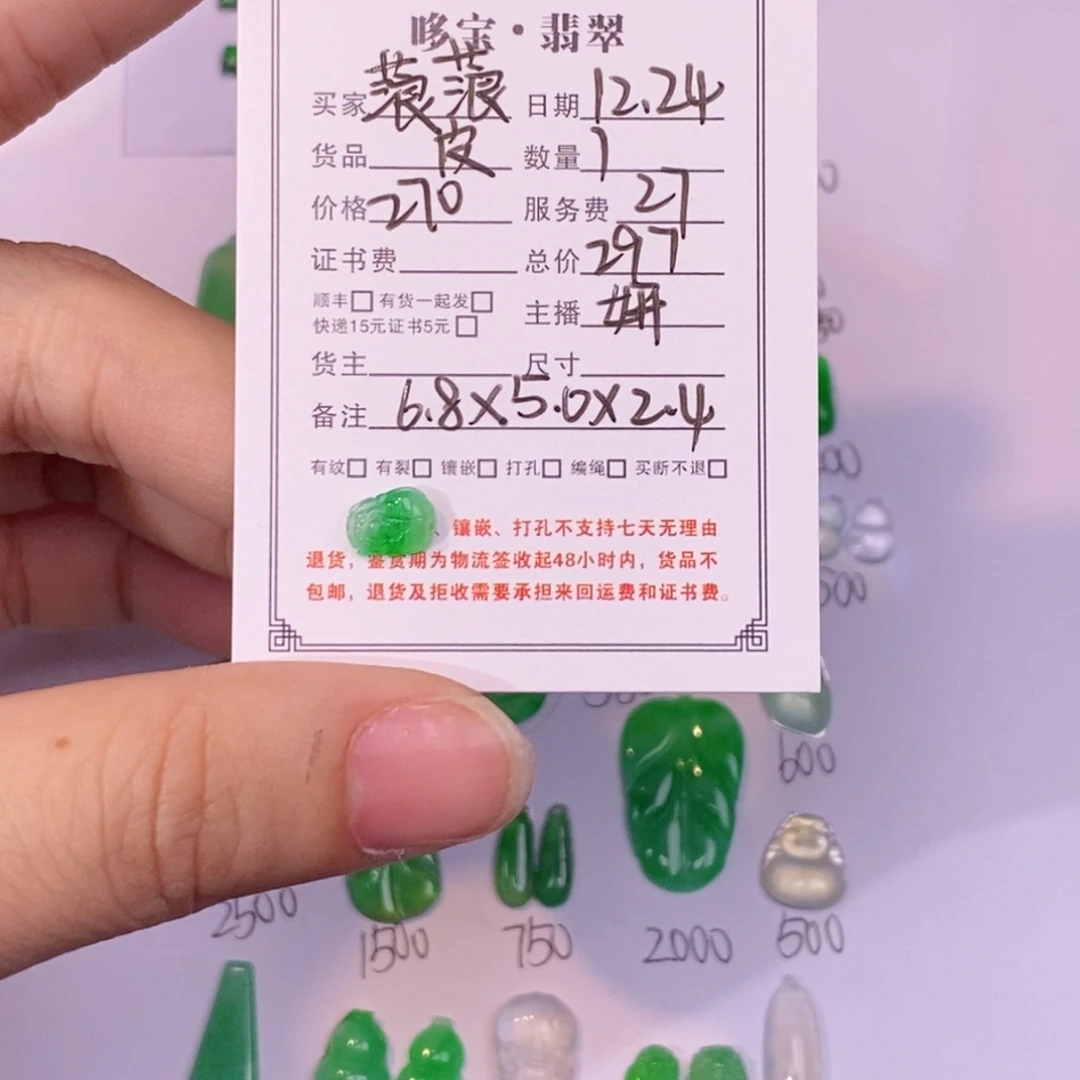 哆宝·翡翠
买家 蒗蒗 日期 12.24
货品 皮 数量 1
价格 270 服务费 27
证书费 总价 297
顺丰□ 有货一起发□
快递15元证书5元□ 主播 妍
货主 尺寸
备注 6.8×5.0×2.4
有纹□ 有裂□ 镶嵌□ 打孔□ 编绳□ 买断不退□
、镶嵌、打孔不支持七天无理由
退货，鉴赏期为物流签收起48小时内，货品不
包邮，退货及拒收需要承担来回运费和证书费。
600
2500 1500 750 2000 500